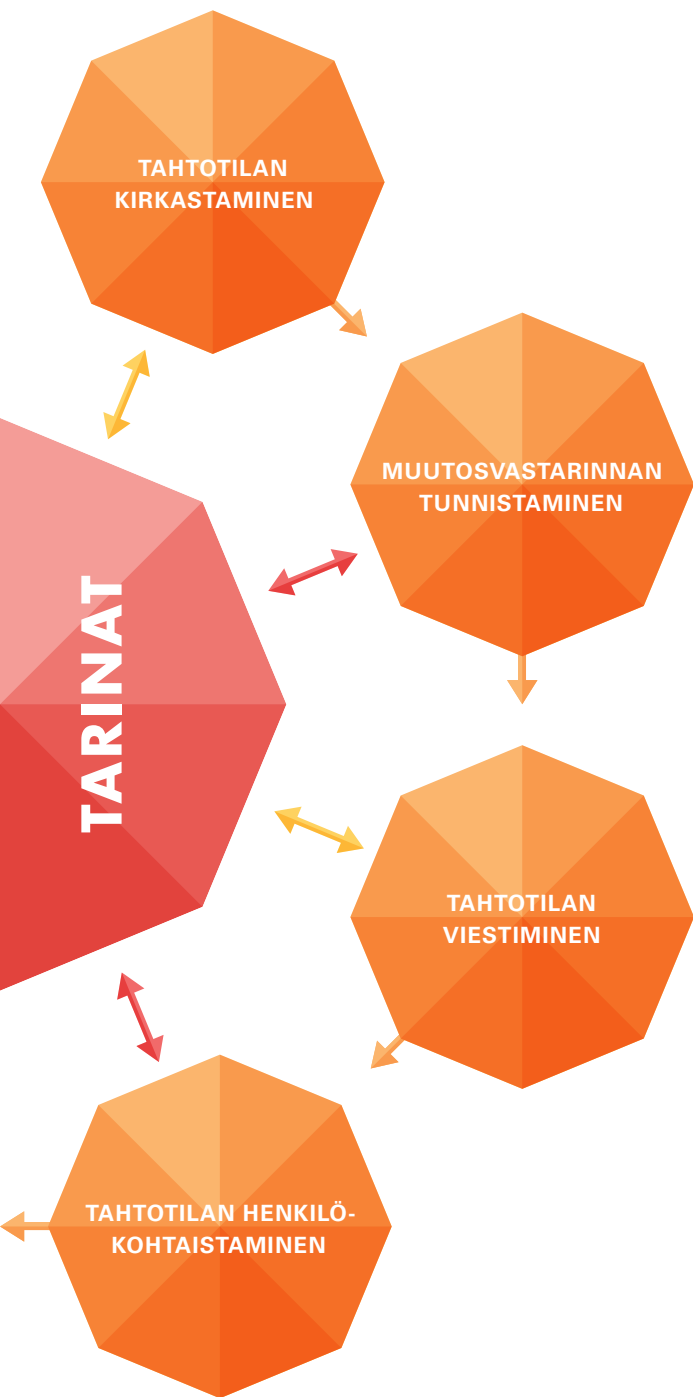 TAHTOTILAN
KIRKASTAMINEN
MUUTOSVASTARINNAN
TUNNISTAMINEN
TARINAT
TAHTOTILAN
VIESTIMINEN
TAHTOTILAN HENKILÖ-
KOHTAISTAMINEN